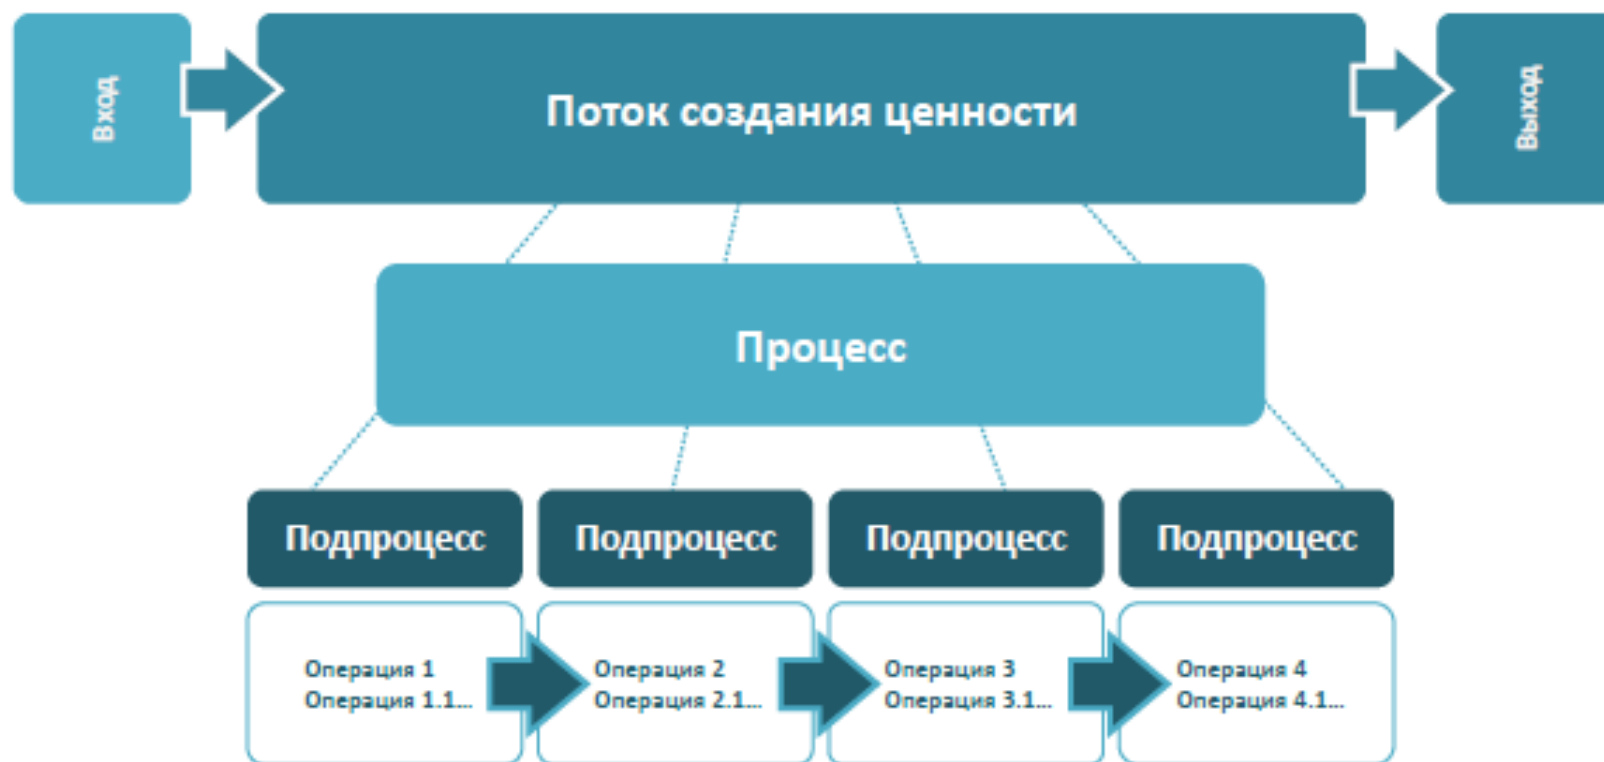 Вход
Поток создания ценности
Выход
Процесс
Подпроцесс
Подпроцесс
Подпроцесс
Подпроцесс
Операция 1
Операция 1.1...
Операция 2
Операция 2.1...
Операция 3
Операция 3.1...
Операция 4
Операция 4.1...